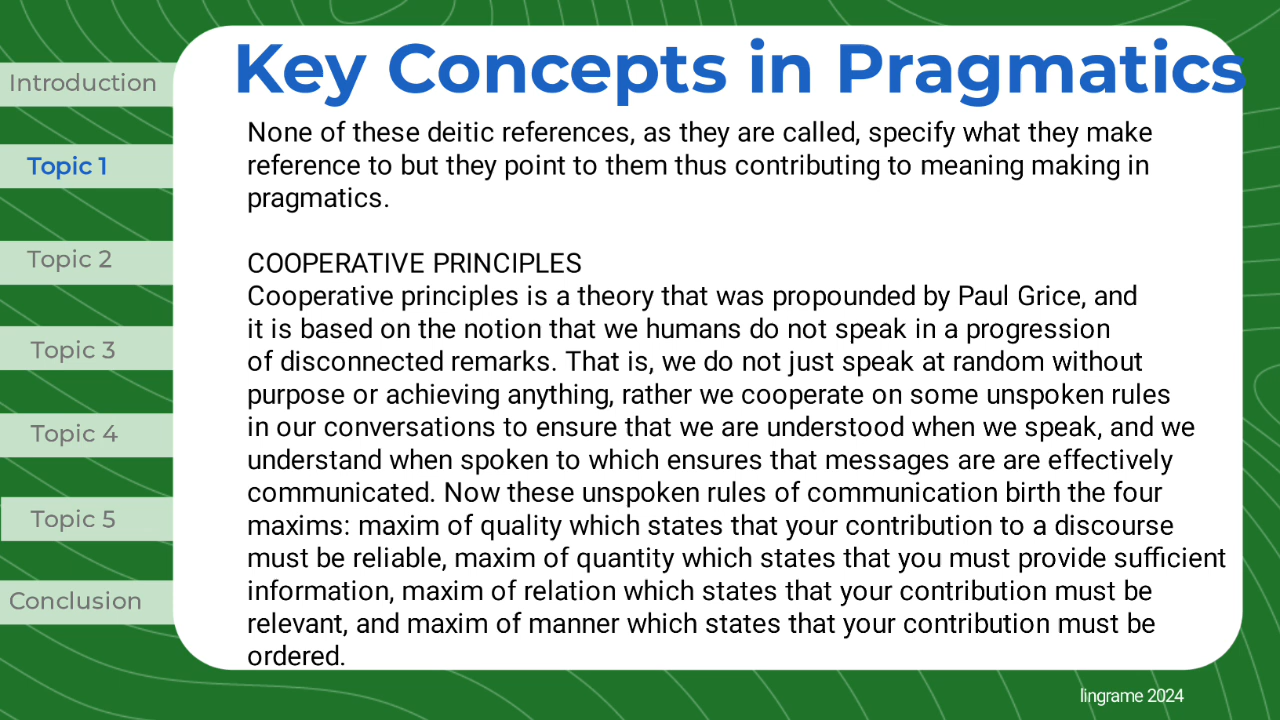 Key Concepts in Pragmatics
Introduction
Topic 1
Topic 2
Topic 3
Topic 4
Topic 5
Conclusion
None of these deitic references, as they are called, specify what they make
reference to but they point to them thus contributing to meaning making in
pragmatics.
COOPERATIVE PRINCIPLES
Cooperative principles is a theory that was propounded by Paul Grice, and
it is based on the notion that we humans do not speak in a progression
of disconnected remarks. That is, we do not just speak at random without
purpose or achieving anything, rather we cooperate on some unspoken rules
in our conversations to ensure that we are understood when we speak, and we
understand when spoken to which ensures that messages are are effectively
communicated. Now these unspoken rules of communication birth the four
maxims: maxim of quality which states that your contribution to a discourse
must be reliable, maxim of quantity which states that you must provide sufficient
information, maxim of relation which states that your contribution must be
relevant, and maxim of manner which states that your contribution must be
ordered.
lingrame 2024